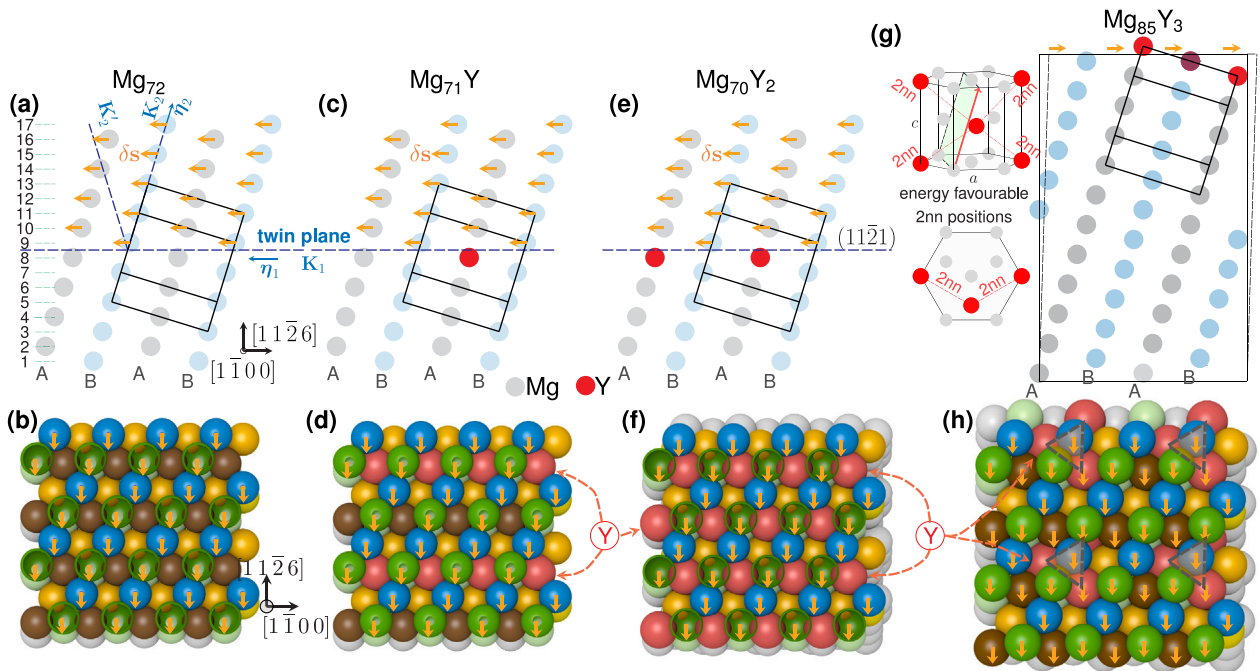 Mg₇₂
Mg₇₁Y
Mg₇₀Y₂
(g)
Mg₈₅Y₃
(a)
K₂'
K₂
η₂
(c)
(e)
17
16
15
14
13
12
11
10
9
8
7
6
5
4
3
2
1
δs
δs
δs
twin plane
η₁
K₁
(112̅1)
[112̅6]
[11̅00]
A
B
A
B
A
B
A
B
A
B
A
B
Mg
Y
2nn
2nn
2nn
2nn
c
a
energy favourable
2nn positions
2nn
2nn
A
B
A
B
(b)
(d)
(f)
(h)
Y
Y
112̅6]
[11̅00]